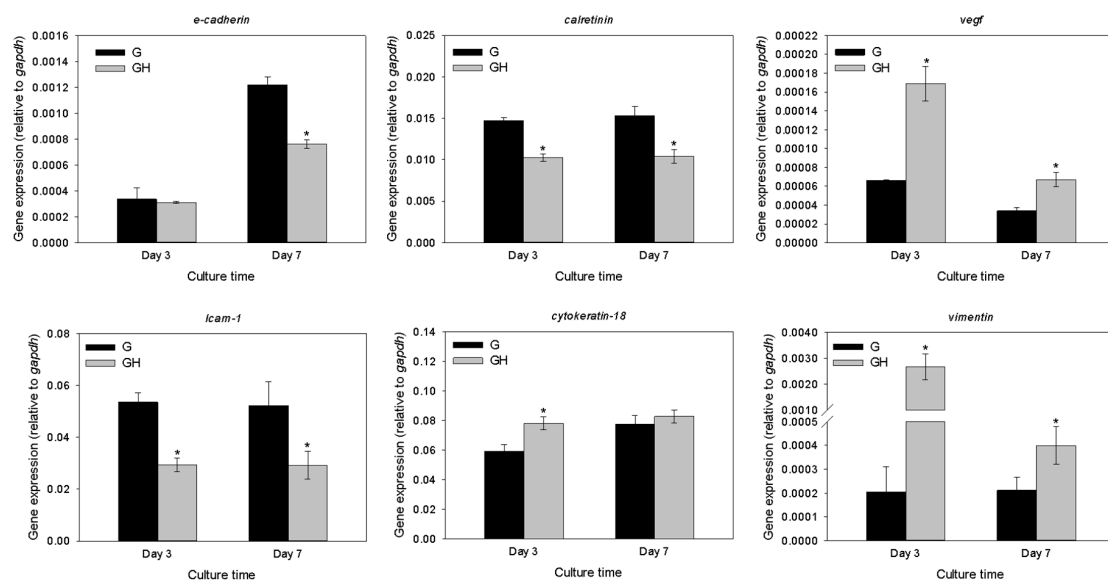 e-cadherin
Gene expression (relative to gapdh)
0.0016
0.0014
0.0012
0.0010
0.0008
0.0006
0.0004
0.0002
0.0000
G
GH
*
Day 3
Day 7
Culture time
calretinin
Gene expression (relative to gapdh)
0.025
0.020
0.015
0.010
0.005
0.000
G
GH
*
*
Day 3
Day 7
Culture time
vegf
Gene expression (relative to gapdh)
0.00022
0.00020
0.00018
0.00016
0.00014
0.00012
0.00010
0.00008
0.00006
0.00004
0.00002
0.00000
G
GH
*
*
Day 3
Day 7
Culture time
icam-1
Gene expression (relative to gapdh)
0.08
0.06
0.04
0.02
0.00
G
GH
*
*
Day 3
Day 7
Culture time
cytokeratin-18
Gene expression (relative to gapdh)
0.14
0.12
0.10
0.08
0.06
0.04
0.02
0.00
G
GH
*
Day 3
Day 7
Culture time
vimentin
Gene expression (relative to gapdh)
0.0040
0.0030
0.0020
0.0010
0.0005
0.0004
0.0003
0.0002
0.0001
0.0000
G
GH
*
*
Day 3
Day 7
Culture time